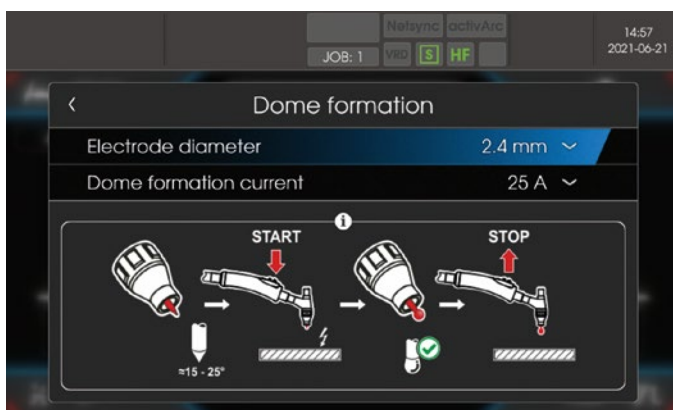 Netsync activArc
14:57
JOB: 1 VRD S HF
2021-06-21
Dome formation
Electrode diameter 2.4 mm
Dome formation current 25 A
i
START STOP
≈15 - 25°